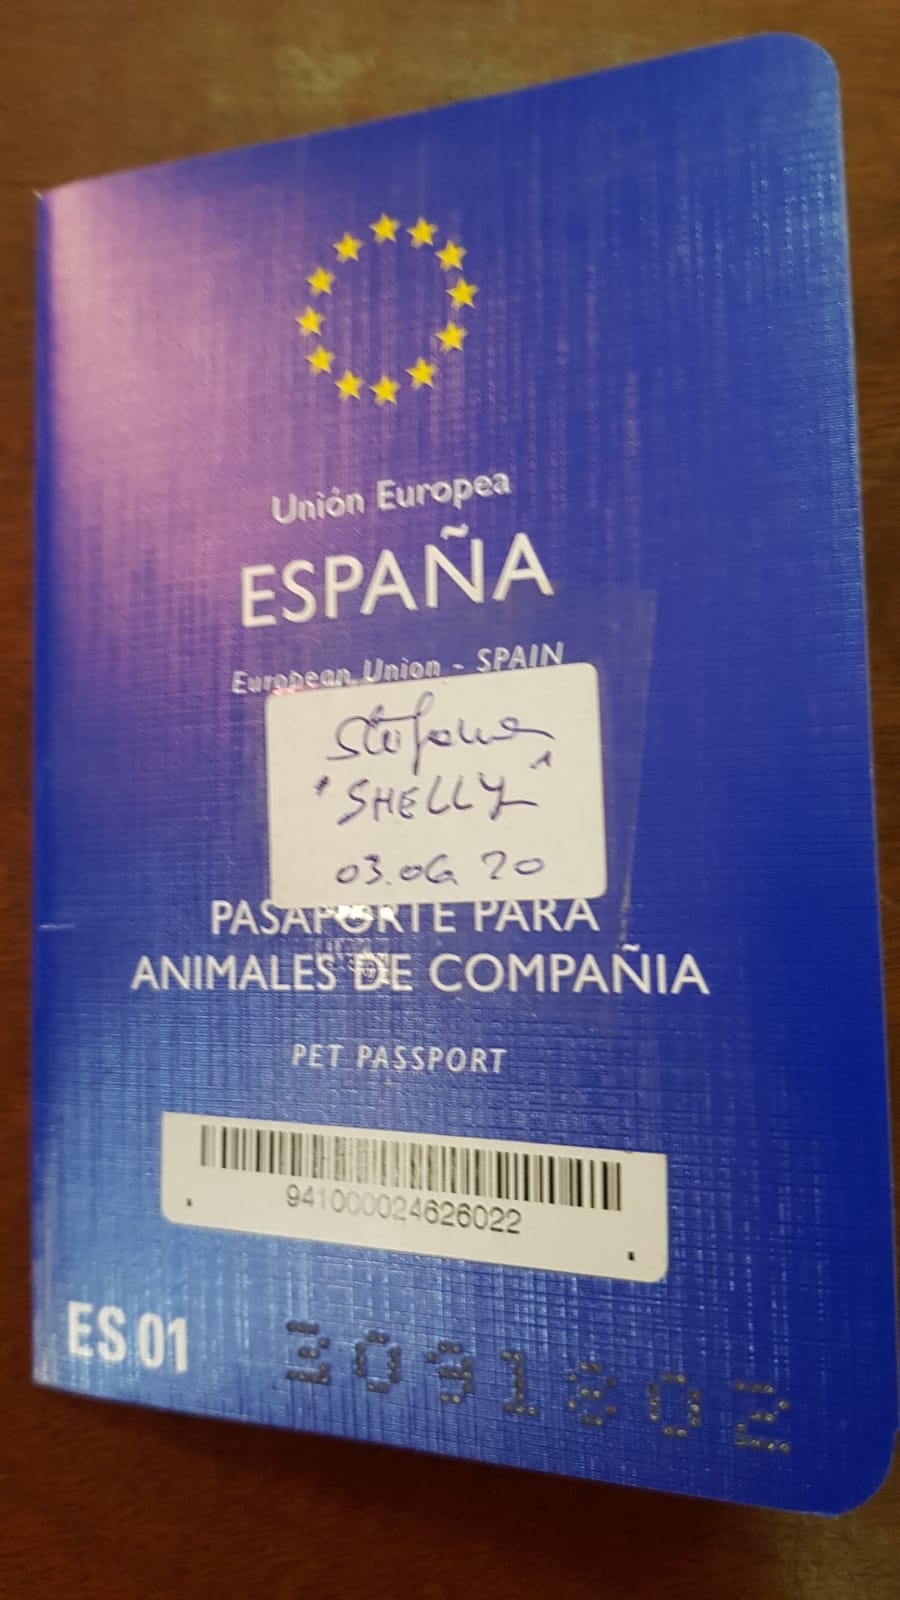 Unión Europea
ESPAÑA
European Union - SPAIN
"SHELLY"
03.06 20
PASAPORTE PARA
ANIMALES DE COMPAÑIA
PET PASSPORT
941000024626022
ES 01